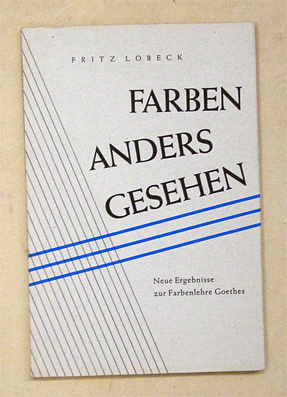 FRITZ LOBECK
FARBEN
ANDERS
GESEHEN
Neue Ergebnisse
zur Farbenlehre Goethes